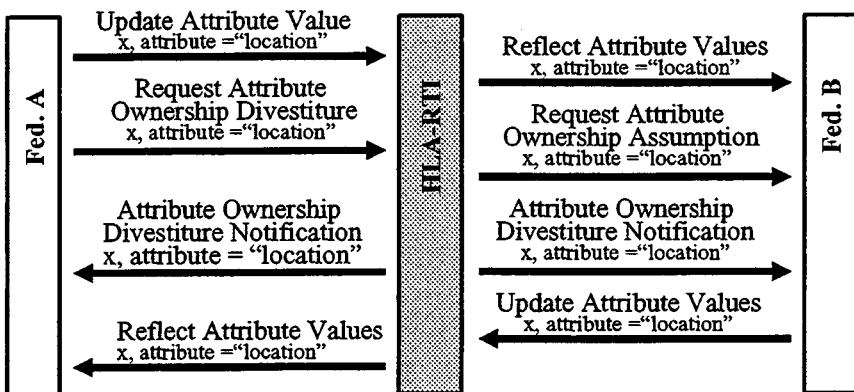 Fed. A
Update Attribute Value
x, attribute ="location"
Request Attribute
Ownership Divestiture
x, attribute ="location"
Attribute Ownership
Divestiture Notification
x, attribute = "location"
Reflect Attribute Values
x, attribute ="location"
HLA-RTI
Reflect Attribute Values
x, attribute ="location"
Request Attribute
Ownership Assumption
x, attribute ="location"
Attribute Ownership
Divestiture Notification
x, attribute ="location"
Update Attribute Values
x, attribute ="location"
Fed. B